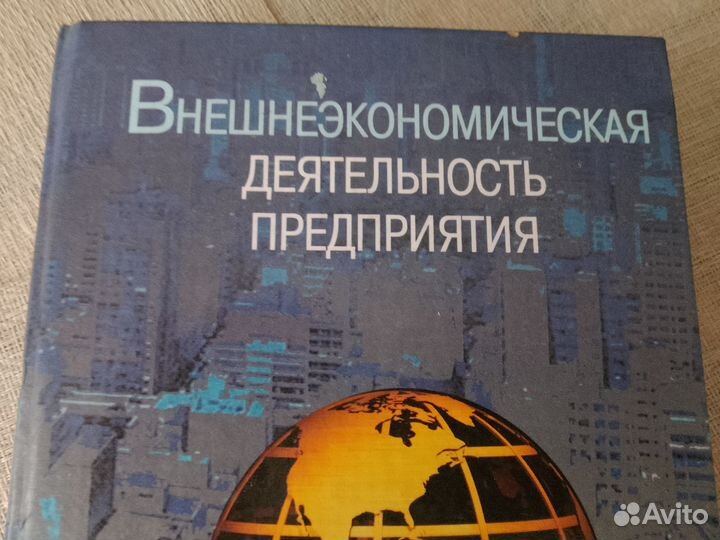 Внешнеэкономическая
деятельность
предприятия
Avito